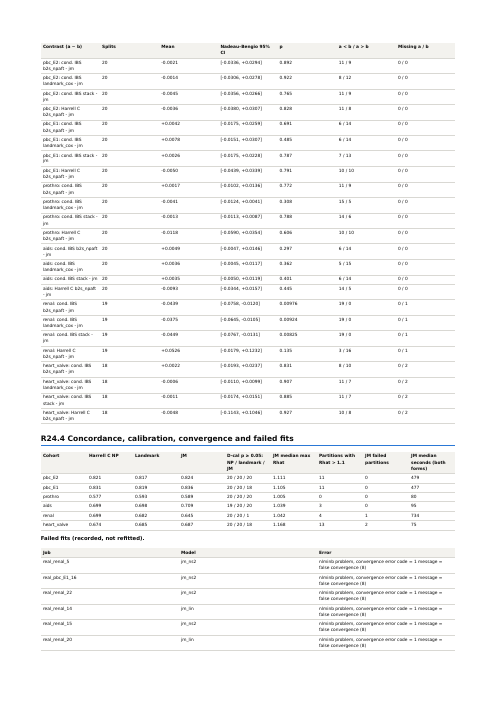 Contrast (a − b) Splits Mean Nadeau-Bengio 95% CI p a < b / a > b Missing a / b
pbc_E2: cond. IBS b2s_npaft - jm 20 -0.0021 [-0.0336, +0.0293] 0.892 11 / 9 0 / 0
pbc_E2: cond. IBS landmark_cox - jm 20 -0.0014 [-0.0306, +0.0278] 0.922 8 / 12 0 / 0
pbc_E2: cond. IBS stack - jm 20 -0.0045 [-0.0356, +0.0266] 0.765 11 / 9 0 / 0
pbc_E2: Harrell C b2s_npaft - jm 20 -0.0036 [-0.0380, +0.0307] 0.828 11 / 8 0 / 0
pbc_E1: cond. IBS b2s_npaft - jm 20 +0.0042 [-0.0175, +0.0259] 0.691 6 / 14 0 / 0
pbc_E1: cond. IBS landmark_cox - jm 20 +0.0078 [-0.0151, +0.0307] 0.485 6 / 14 0 / 0
pbc_E1: cond. IBS stack - jm 20 +0.0026 [-0.0175, +0.0228] 0.787 7 / 13 0 / 0
pbc_E1: Harrell C b2s_npaft - jm 20 -0.0050 [-0.0439, +0.0339] 0.791 10 / 10 0 / 0
prothro: cond. IBS b2s_npaft - jm 20 +0.0017 [-0.0102, +0.0136] 0.772 11 / 9 0 / 0
prothro: cond. IBS landmark_cox - jm 20 -0.0041 [-0.0124, +0.0041] 0.308 15 / 5 0 / 0
prothro: cond. IBS stack - jm 20 -0.0013 [-0.0113, +0.0087] 0.788 14 / 6 0 / 0
prothro: Harrell C b2s_npaft - jm 20 -0.0118 [-0.0590, +0.0354] 0.606 10 / 10 0 / 0
aids: cond. IBS b2s_npaft - jm 20 +0.0049 [-0.0047, +0.0146] 0.297 6 / 14 0 / 0
aids: cond. IBS landmark_cox - jm 20 +0.0036 [-0.0045, +0.0117] 0.362 5 / 15 0 / 0
aids: cond. IBS stack - jm 20 +0.0035 [-0.0050, +0.0119] 0.401 6 / 14 0 / 0
aids: Harrell C b2s_npaft - jm 20 -0.0093 [-0.0344, +0.0157] 0.445 14 / 5 0 / 0
renal: cond. IBS b2s_npaft - jm 19 -0.0439 [-0.0758, -0.0120] 0.00976 19 / 0 0 / 1
renal: cond. IBS landmark_cox - jm 19 -0.0375 [-0.0645, -0.0105] 0.00924 19 / 0 0 / 1
renal: cond. IBS stack - jm 19 -0.0449 [-0.0767, -0.0131] 0.00825 19 / 0 0 / 1
renal: Harrell C b2s_npaft - jm 19 +0.0526 [-0.0179, +0.1232] 0.135 3 / 16 0 / 1
heart_valve: cond. IBS b2s_npaft - jm 18 +0.0022 [-0.0193, +0.0237] 0.831 8 / 10 0 / 2
heart_valve: cond. IBS landmark_cox - jm 18 -0.0006 [-0.0110, +0.0099] 0.907 11 / 7 0 / 2
heart_valve: cond. IBS stack - jm 18 -0.0011 [-0.0174, +0.0151] 0.885 11 / 7 0 / 2
heart_valve: Harrell C b2s_npaft - jm 18 -0.0048 [-0.1143, +0.1046] 0.927 10 / 8 0 / 2
R24.4 Concordance, calibration, convergence and failed fits
Cohort Harrell C NP Landmark JM D-cal p ≥ 0.05: NP / landmark / JM JM median max Rhat Partitions with Rhat > 1.1 JM failed partitions JM median seconds (both forms)
pbc_E2 0.821 0.817 0.824 20 / 20 / 20 1.111 11 0 479
pbc_E1 0.831 0.819 0.836 20 / 20 / 18 1.105 11 0 477
prothro 0.577 0.594 0.589 20 / 20 / 20 1.005 0 0 80
aids 0.699 0.698 0.709 19 / 20 / 20 1.039 3 0 95
renal 0.699 0.682 0.645 20 / 20 / 1 1.042 4 1 734
heart_valve 0.674 0.685 0.687 20 / 20 / 18 1.168 13 2 75
Failed fits (recorded, not refitted).
Job Model Error
real_renal_5 jm_ns2 nlminb problem, convergence error code = 1 message = false convergence (8)
real_pbc_E1_16 jm_ns2 nlminb problem, convergence error code = 1 message = false convergence (8)
real_renal_22 jm_ns2 nlminb problem, convergence error code = 1 message = false convergence (8)
real_renal_14 jm_lin nlminb problem, convergence error code = 1 message = false convergence (8)
real_renal_15 jm_ns2 nlminb problem, convergence error code = 1 message = false convergence (8)
real_renal_20 jm_lin nlminb problem, convergence error code = 1 message = false convergence (8)